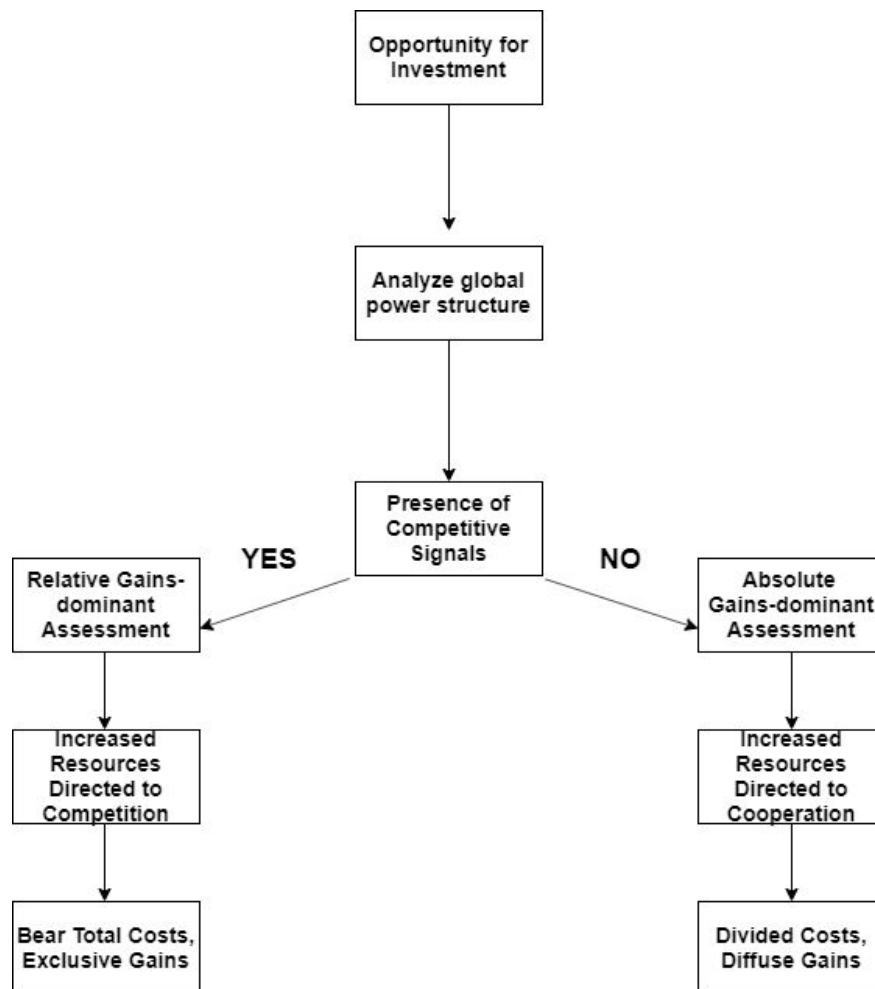 Opportunity for
Investment
Analyze global
power structure
Presence of
Competitive
Signals
YES
NO
Relative Gains-
dominant
Assessment
Absolute
Gains-dominant
Assessment
Increased
Resources
Directed to
Competition
Increased
Resources
Directed to
Cooperation
Bear Total Costs,
Exclusive Gains
Divided Costs,
Diffuse Gains